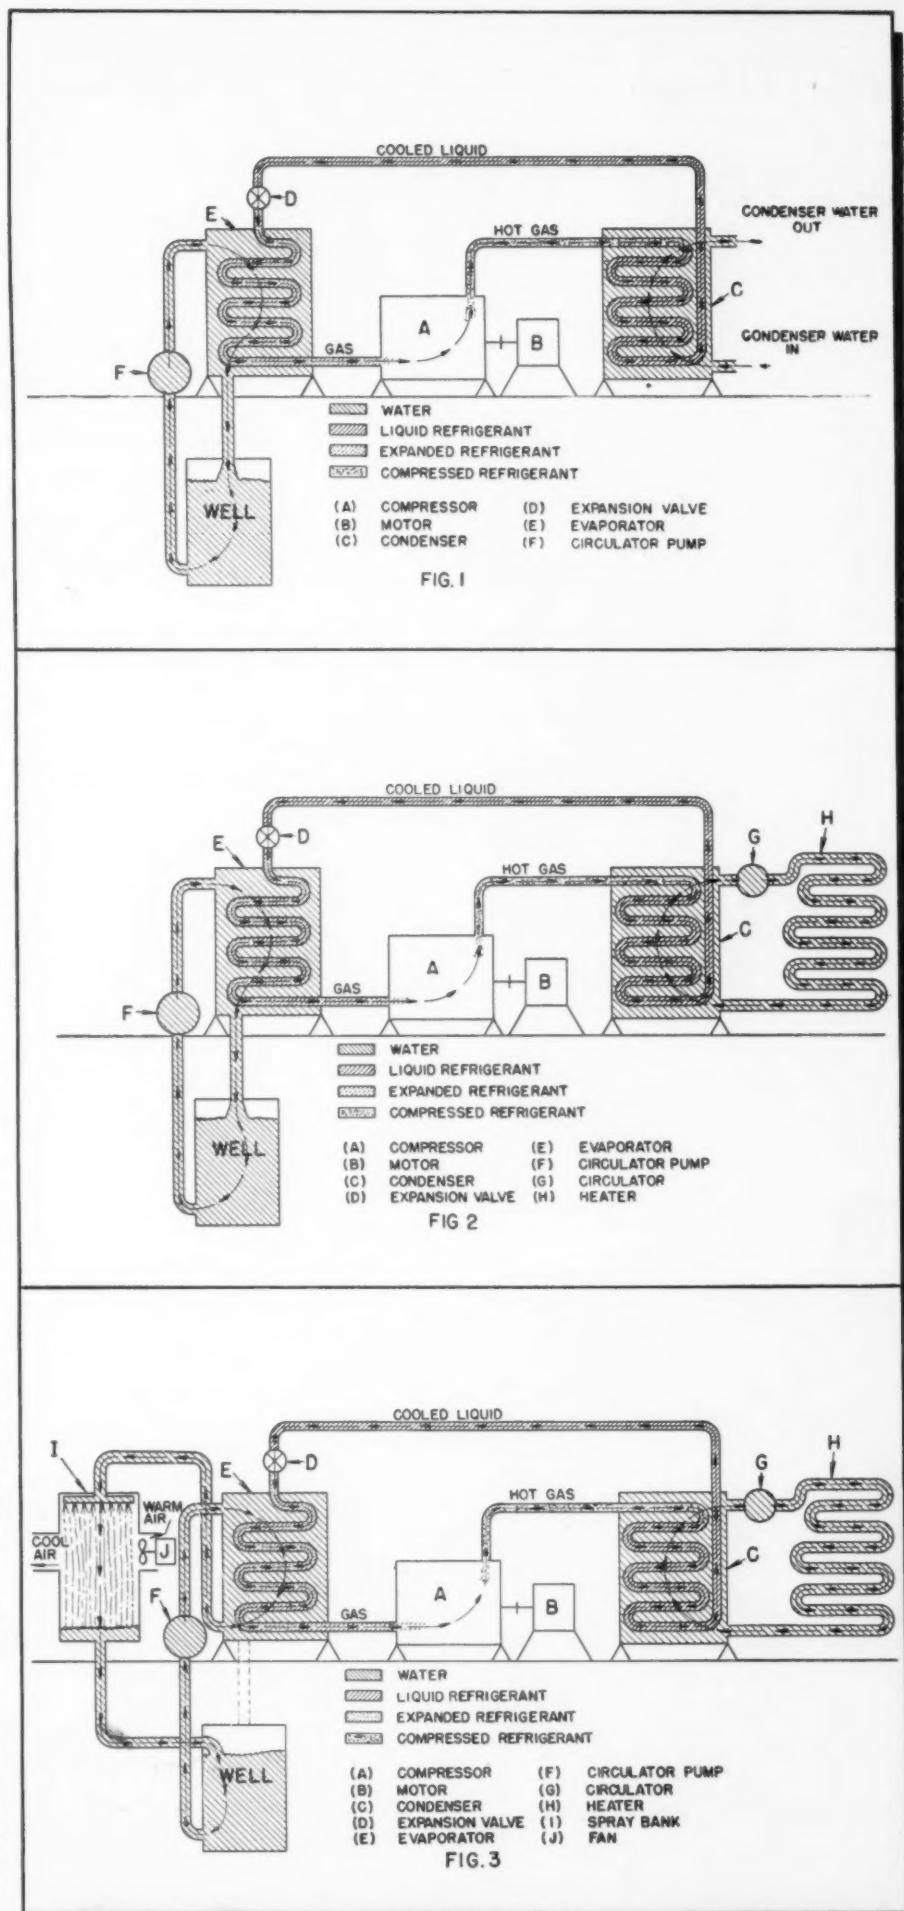 COOLED LIQUID
D
E
HOT GAS
CONDENSER WATER
OUT
C
A
B
CONDENSER WATER
IN
GAS
F
WATER
LIQUID REFRIGERANT
EXPANDED REFRIGERANT
COMPRESSED REFRIGERANT
WELL
(A) COMPRESSOR (D) EXPANSION VALVE
(B) MOTOR (E) EVAPORATOR
(C) CONDENSER (F) CIRCULATOR PUMP
FIG. 1
COOLED LIQUID
D
E
HOT GAS
G
H
C
A
B
GAS
F
WATER
LIQUID REFRIGERANT
EXPANDED REFRIGERANT
COMPRESSED REFRIGERANT
WELL
(A) COMPRESSOR (E) EVAPORATOR
(B) MOTOR (F) CIRCULATOR PUMP
(C) CONDENSER (G) CIRCULATOR
(D) EXPANSION VALVE (H) HEATER
FIG 2
COOLED LIQUID
I
E
D
HOT GAS
G
H
WARM
AIR
COOL
AIR
J
F
A
B
C
GAS
WATER
LIQUID REFRIGERANT
EXPANDED REFRIGERANT
COMPRESSED REFRIGERANT
WELL
(A) COMPRESSOR (F) CIRCULATOR PUMP
(B) MOTOR (G) CIRCULATOR
(C) CONDENSER (H) HEATER
(D) EXPANSION VALVE (I) SPRAY BANK
(E) EVAPORATOR (J) FAN
FIG. 3